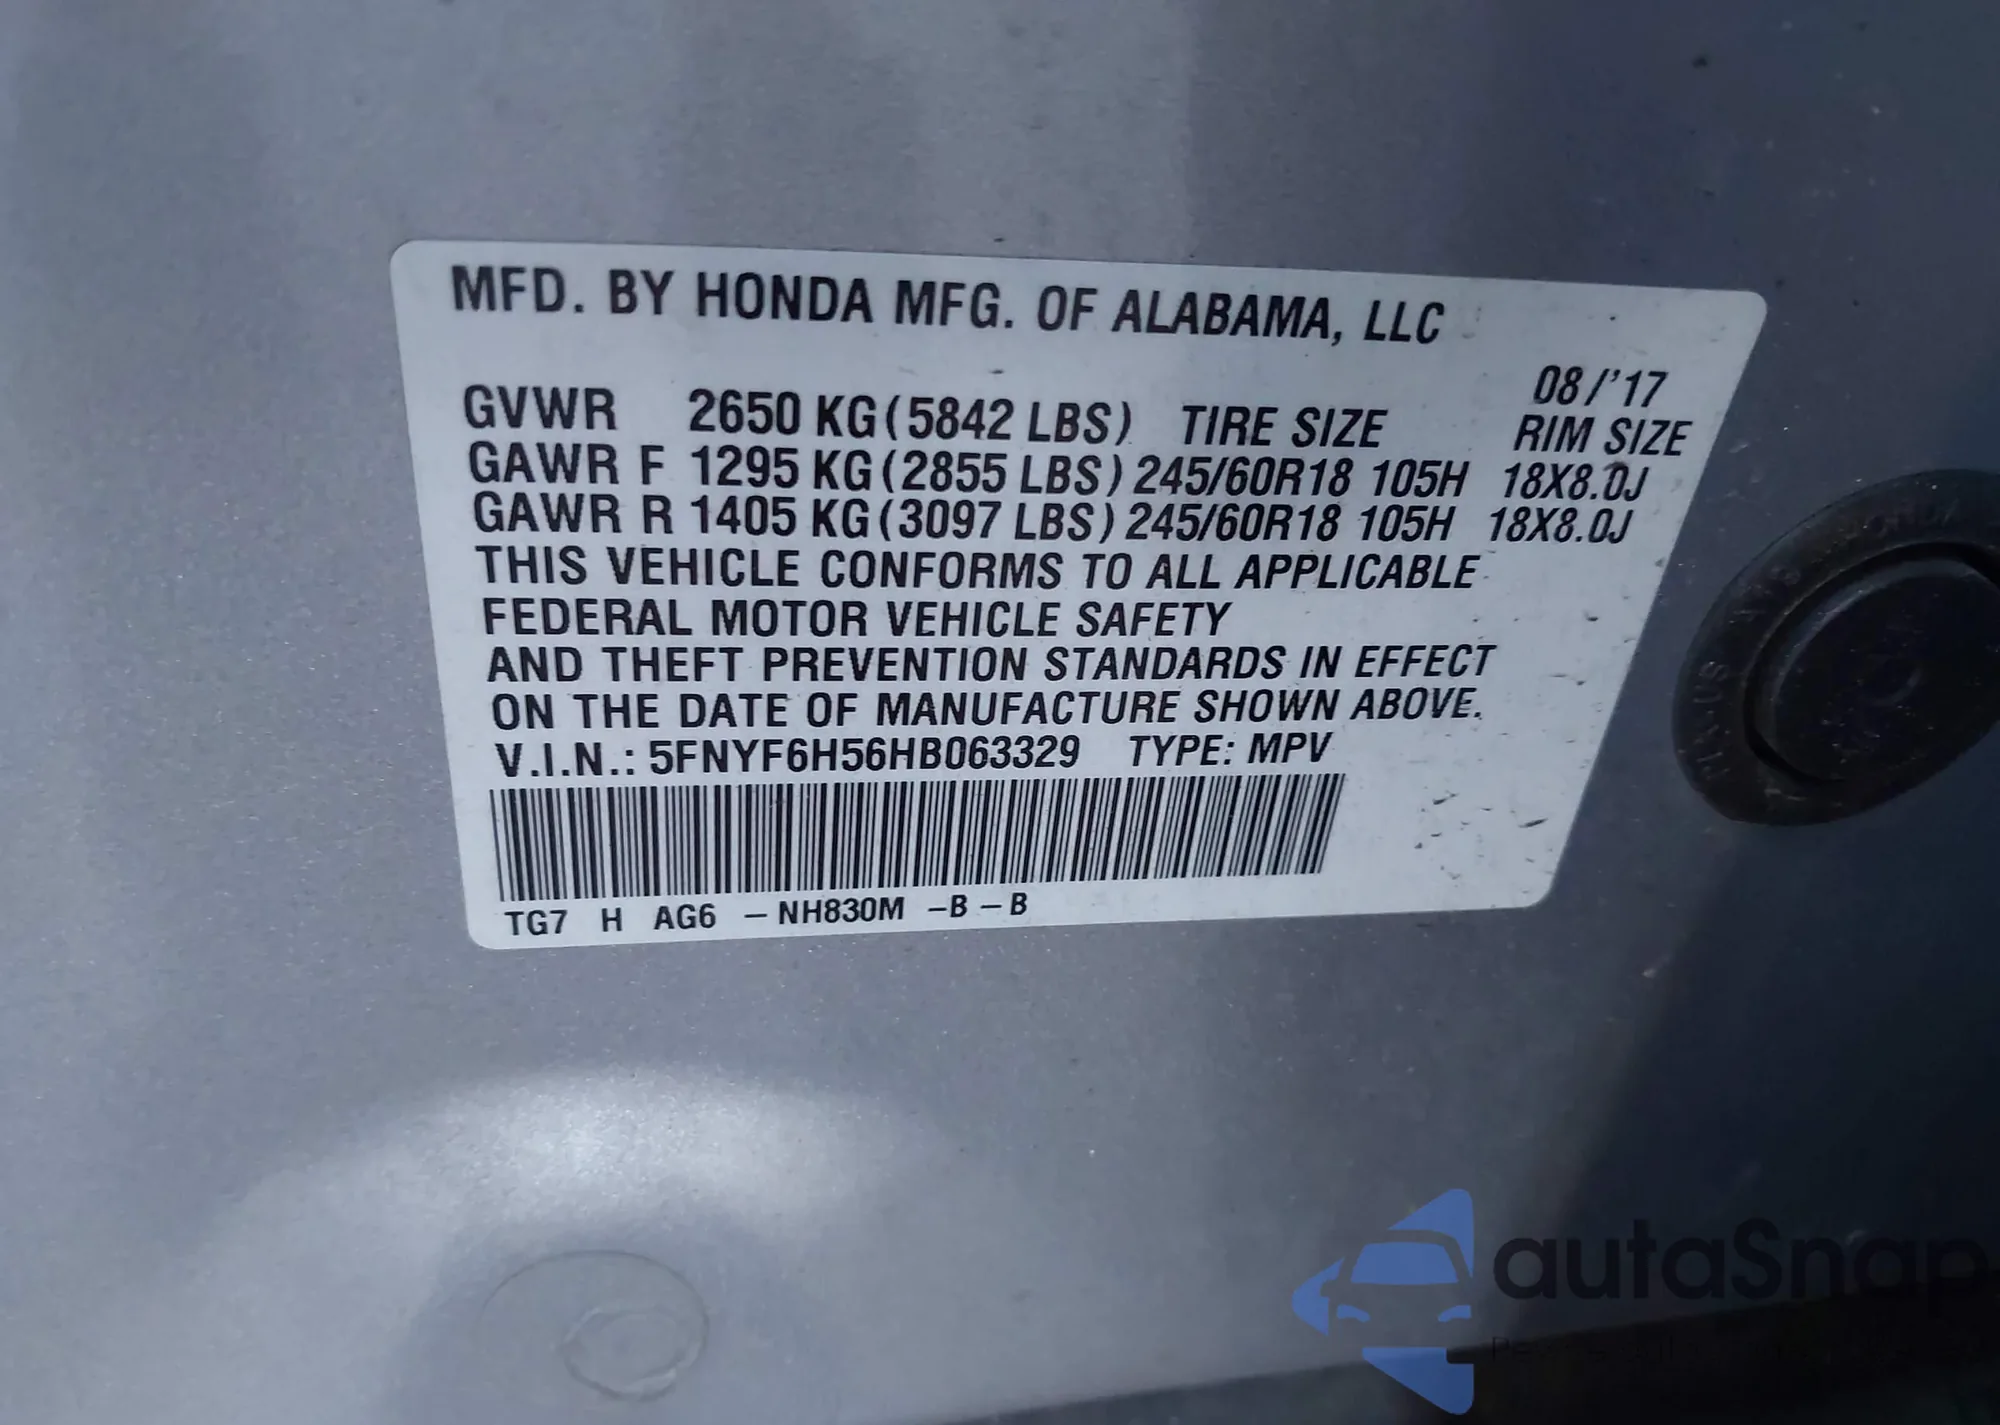 MFD. BY HONDA MFG. OF ALABAMA, LLC
08/'17
GVWR 2650 KG (5842 LBS) TIRE SIZE RIM SIZE
GAWR F 1295 KG (2855 LBS) 245/60R18 105H 18X8.0J
GAWR R 1405 KG (3097 LBS) 245/60R18 105H 18X8.0J
THIS VEHICLE CONFORMS TO ALL APPLICABLE
FEDERAL MOTOR VEHICLE SAFETY
AND THEFT PREVENTION STANDARDS IN EFFECT
ON THE DATE OF MANUFACTURE SHOWN ABOVE.
V.I.N.: 5FNYF6H56HB063329 TYPE: MPV
TG7 H AG6 – NH830M –B – B
autaSnap